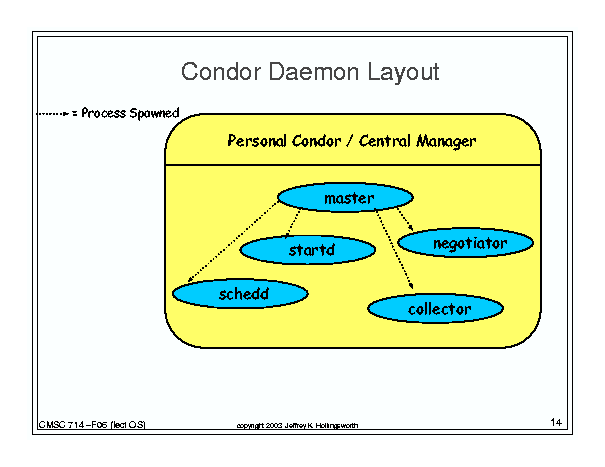 Condor Daemon Layout
= Process Spawned
Personal Condor / Central Manager
master
startd
negotiator
schedd
collector
CMSC 714 –F06 (lect OS)
copyright 2003 Jeffrey K. Hollingsworth
14